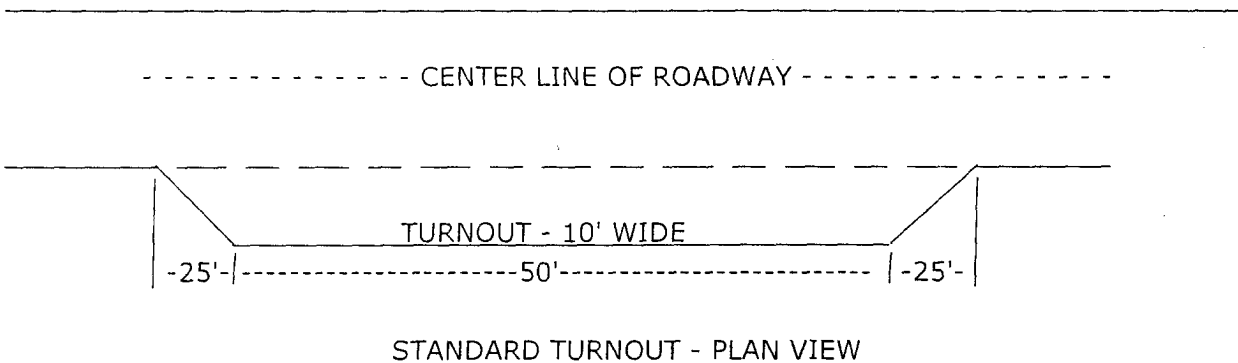 - - - - - - - - - - - - - CENTER LINE OF ROADWAY - - - - - - - - - - - - - - -
TURNOUT - 10' WIDE
-25'-|----------------------50'------------------------- | -25'-
STANDARD TURNOUT - PLAN VIEW